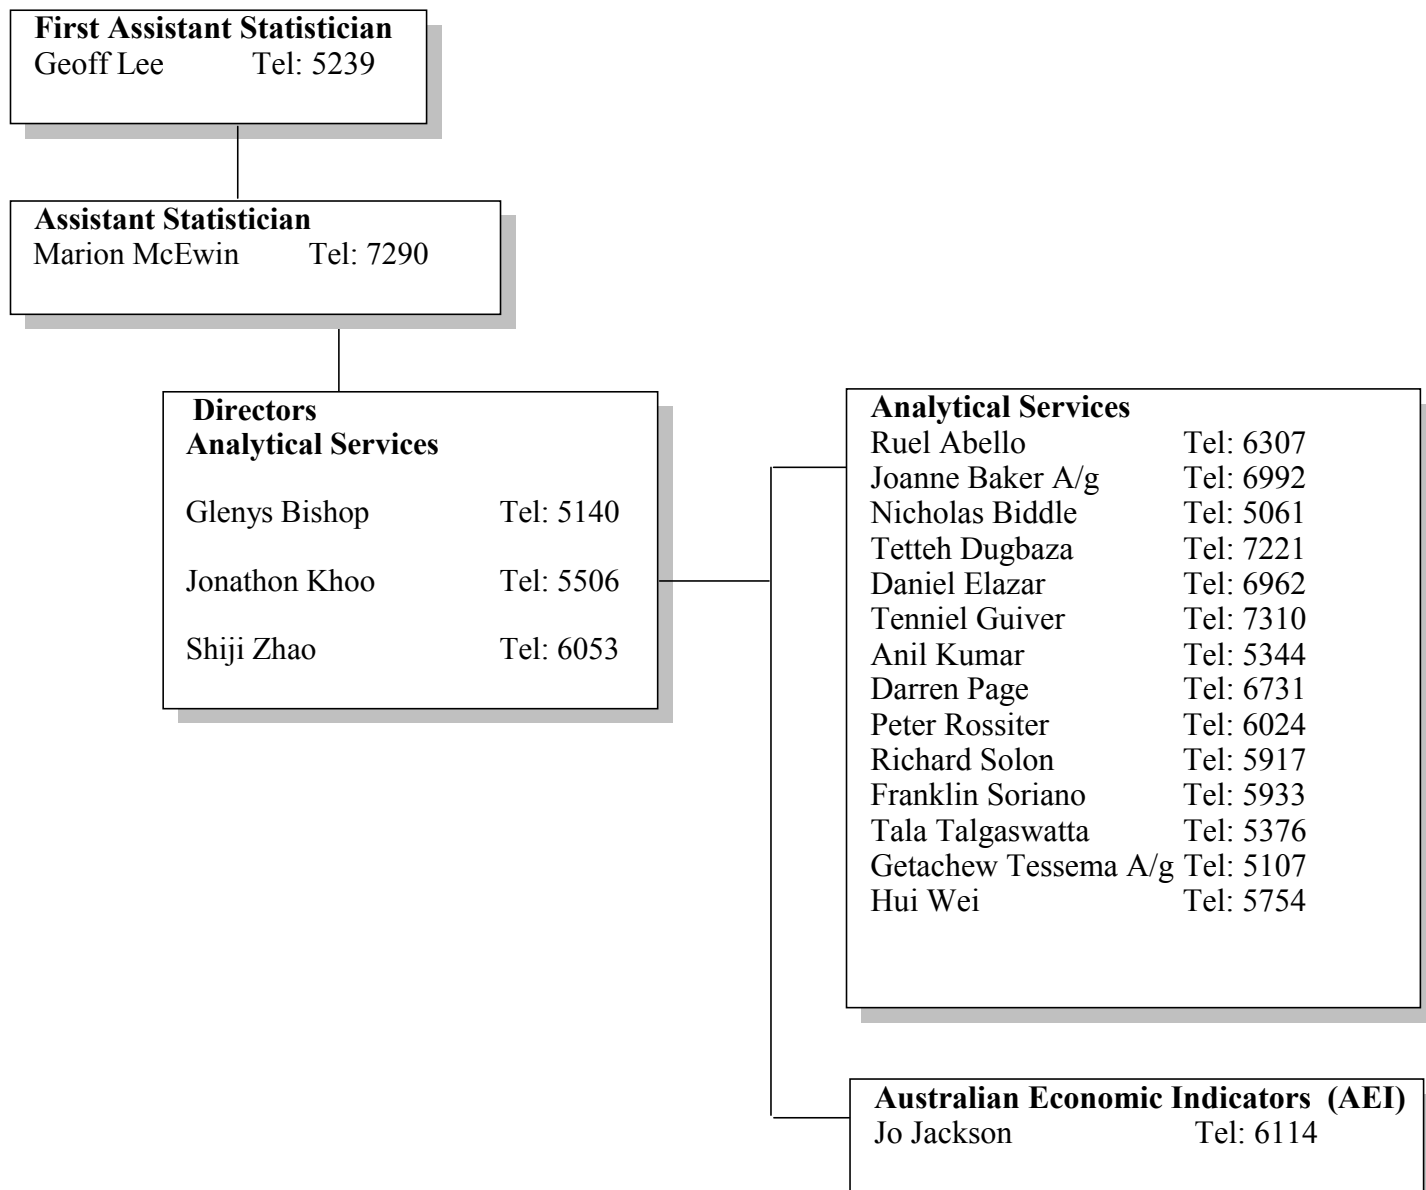 First Assistant Statistician
Geoff Lee Tel: 5239
Assistant Statistician
Marion McEwin Tel: 7290
Directors
Analytical Services
Glenys Bishop Tel: 5140
Jonathon Khoo Tel: 5506
Shiji Zhao Tel: 6053
Analytical Services
Ruel Abello Tel: 6307
Joanne Baker A/g Tel: 6992
Nicholas Biddle Tel: 5061
Tetteh Dugbaza Tel: 7221
Daniel Elazar Tel: 6962
Tenniel Guiver Tel: 7310
Anil Kumar Tel: 5344
Darren Page Tel: 6731
Peter Rossiter Tel: 6024
Richard Solon Tel: 5917
Franklin Soriano Tel: 5933
Tala Talgaswatta Tel: 5376
Getachew Tessema A/g Tel: 5107
Hui Wei Tel: 5754
Australian Economic Indicators (AEI)
Jo Jackson Tel: 6114